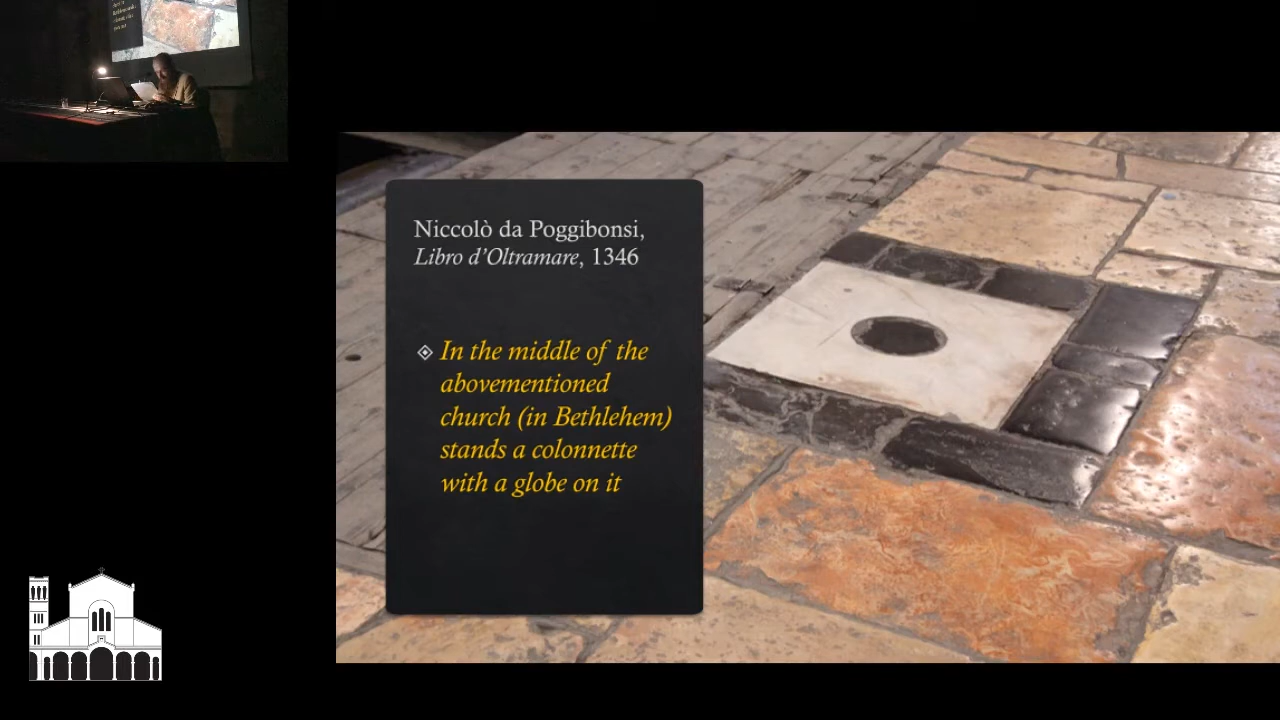 Niccolò da Poggibonsi,
Libro d'Oltramare, 1346
In the middle of the
abovementioned
church (in Bethlehem)
stands a colonnette
with a globe on it